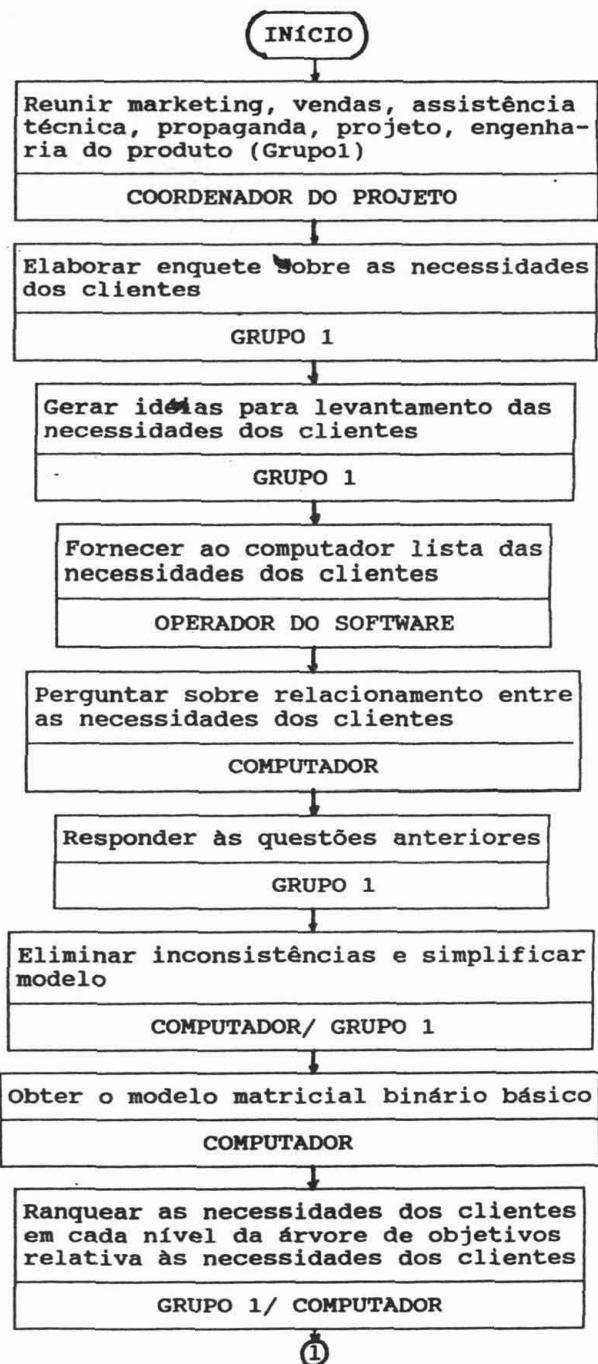 INíCIO
Reunir marketing, vendas, assistência
técnica, propaganda, projeto, engenha-
ria do produto (Grupo1)
COORDENADOR DO PROJETO
Elaborar enquete sobre as necessidades
dos clientes
GRUPO 1
Gerar idéias para levantamento das
necessidades dos clientes
GRUPO 1
Fornecer ao computador lista das
necessidades dos clientes
OPERADOR DO SOFTWARE
Perguntar sobre relacionamento entre
as necessidades dos clientes
COMPUTADOR
Responder às questões anteriores
GRUPO 1
Eliminar inconsistências e simplificar
modelo
COMPUTADOR/ GRUPO 1
Obter o modelo matricial binário básico
COMPUTADOR
Ranquear as necessidades dos clientes
em cada nível da árvore de objetivos
relativa às necessidades dos clientes
GRUPO 1/ COMPUTADOR
1